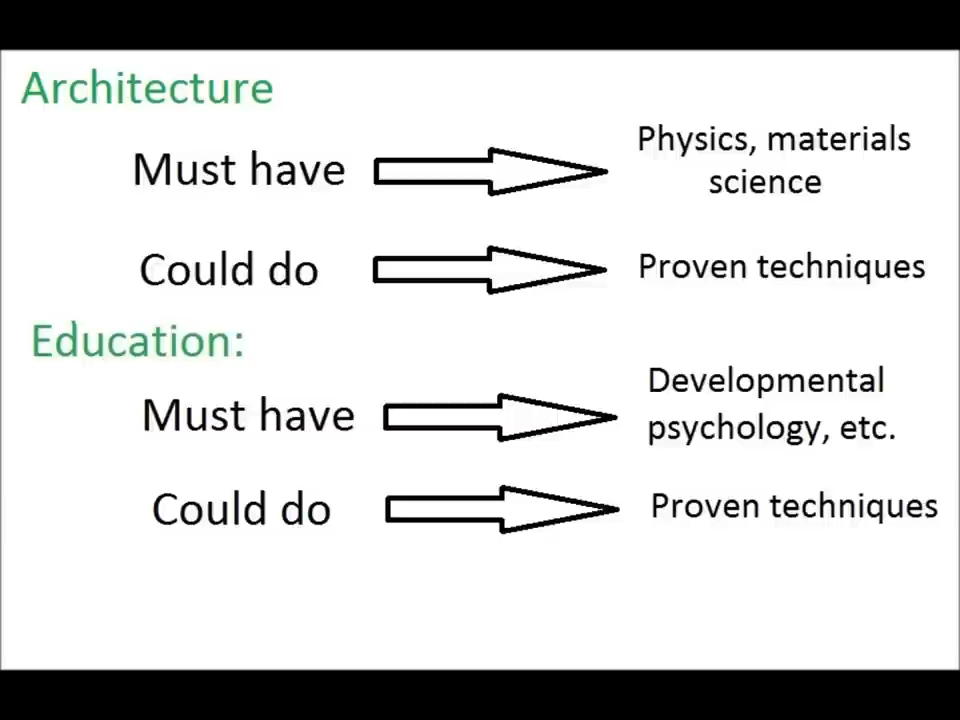 Architecture
Must have
Physics, materials
science
Could do
Proven techniques
Education:
Must have
Developmental
psychology, etc.
Could do
Proven techniques